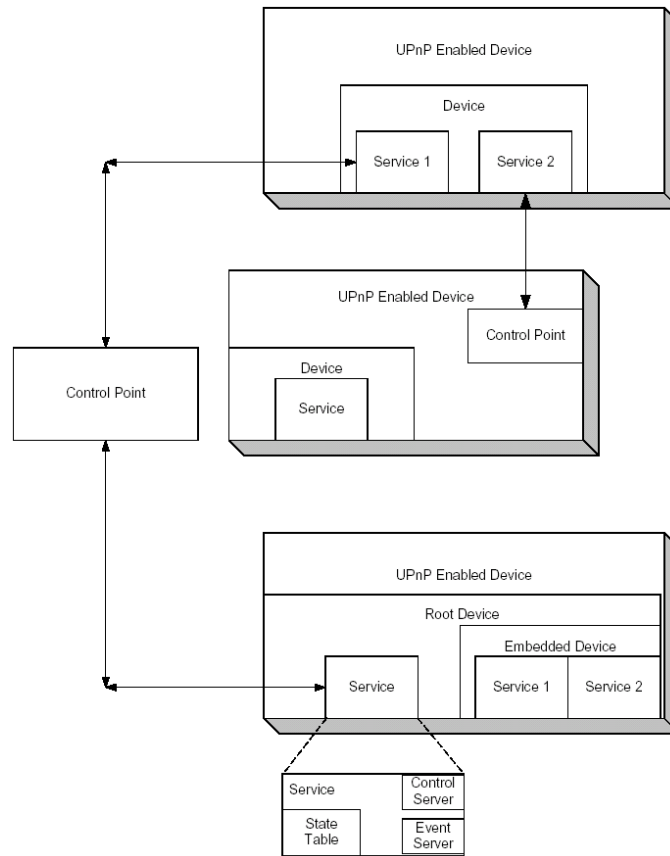 UPnP Enabled Device
Device
Service 1
Service 2
UPnP Enabled Device
Control Point
Control Point
Device
Service
UPnP Enabled Device
Root Device
Embedded Device
Service
Service 1
Service 2
Service
Control
Server
State
Table
Event
Server